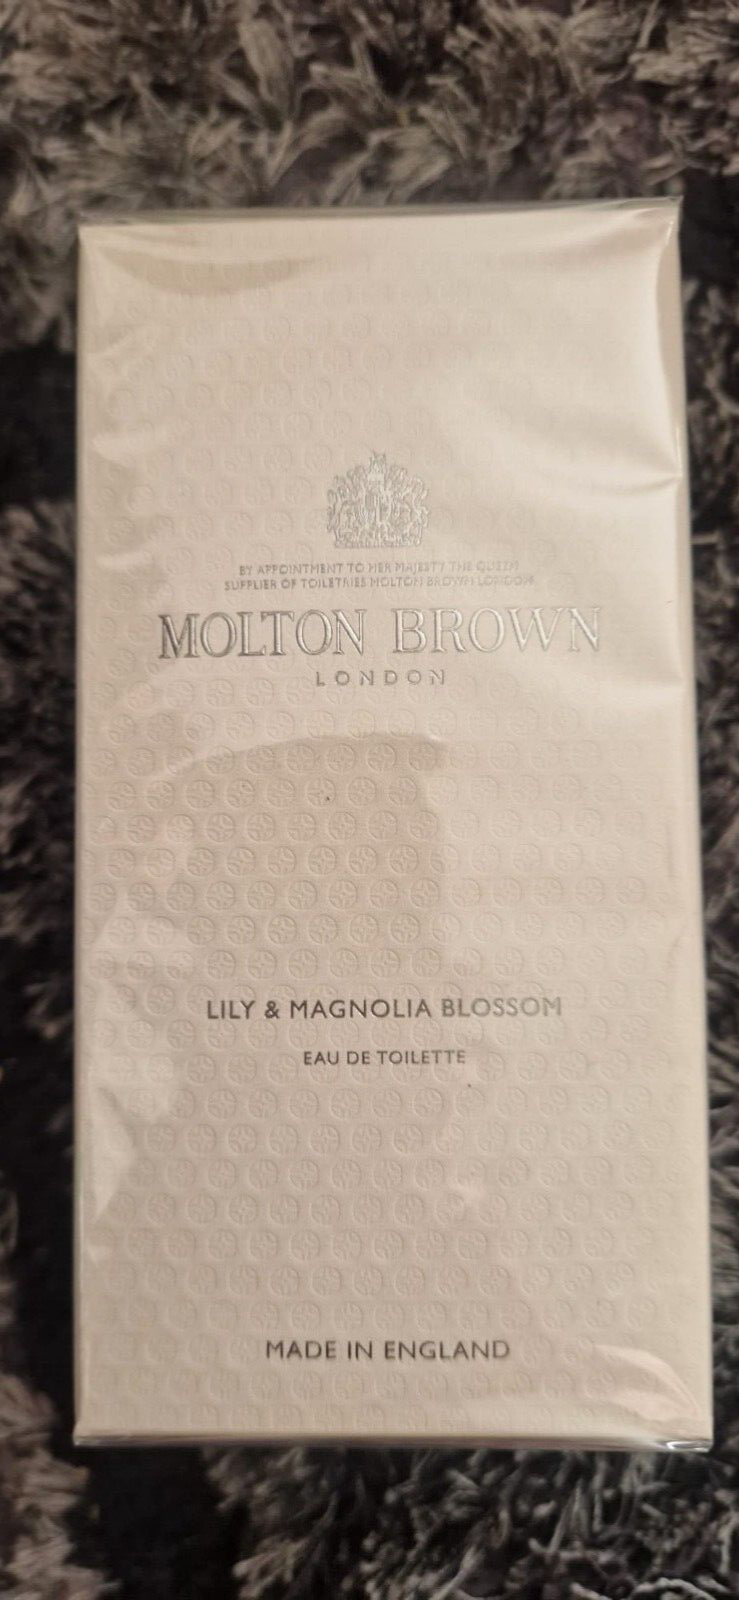 BY APPOINTMENT TO HER MAJESTY THE QUEEN
SUPPLIER OF TOILETRIES MOLTON BROWN LONDON
MOLTON BROWN
LONDON
LILY & MAGNOLIA BLOSSOM
EAU DE TOILETTE
MADE IN ENGLAND